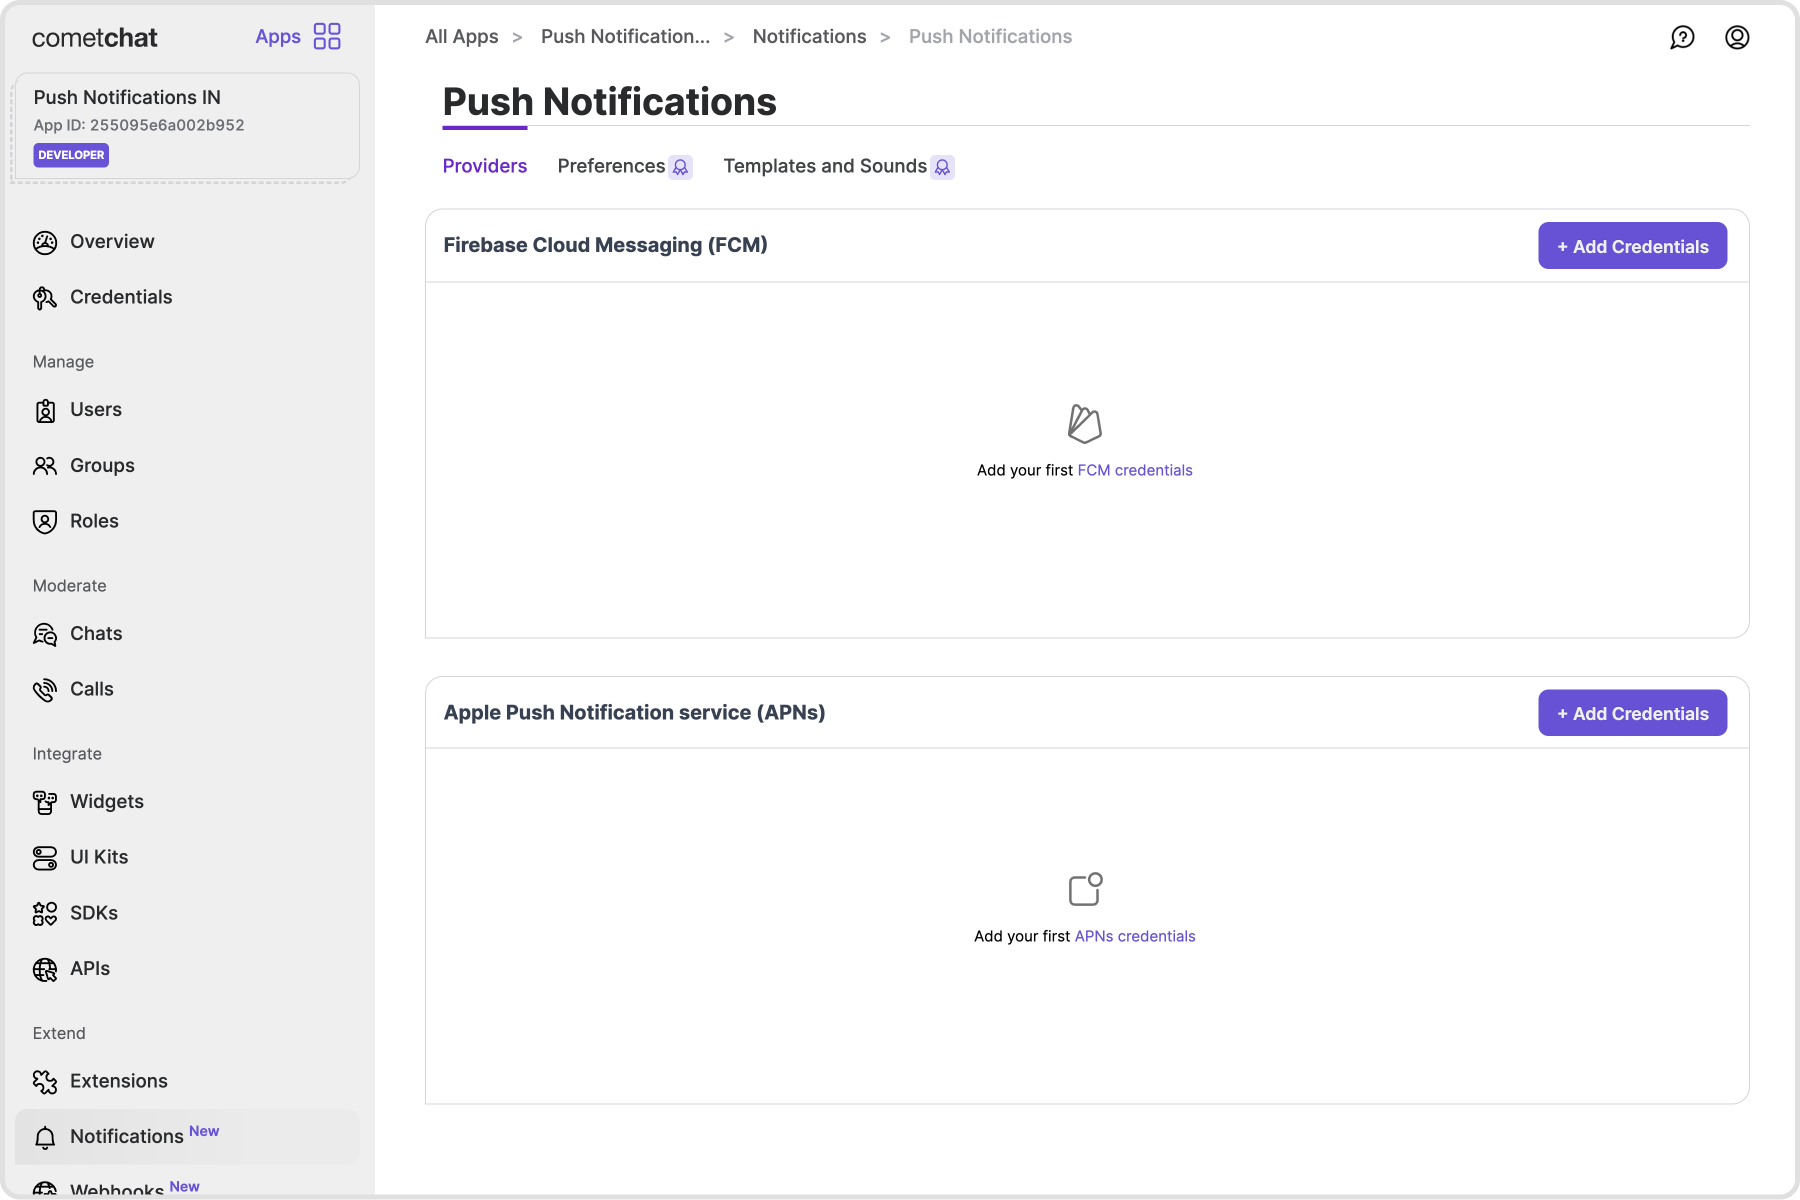 cometchat
Apps
Push Notifications IN
App ID: 255095e6a002b952
DEVELOPER
Overview
Credentials
Manage
Users
Groups
Roles
Moderate
Chats
Calls
Integrate
Widgets
UI Kits
SDKs
APIs
Extend
Extensions
Notifications New
Webhooks New
All Apps > Push Notification... > Notifications > Push Notifications
Push Notifications
Providers Preferences Templates and Sounds
Firebase Cloud Messaging (FCM)
+ Add Credentials
Add your first FCM credentials
Apple Push Notification service (APNs)
+ Add Credentials
Add your first APNs credentials